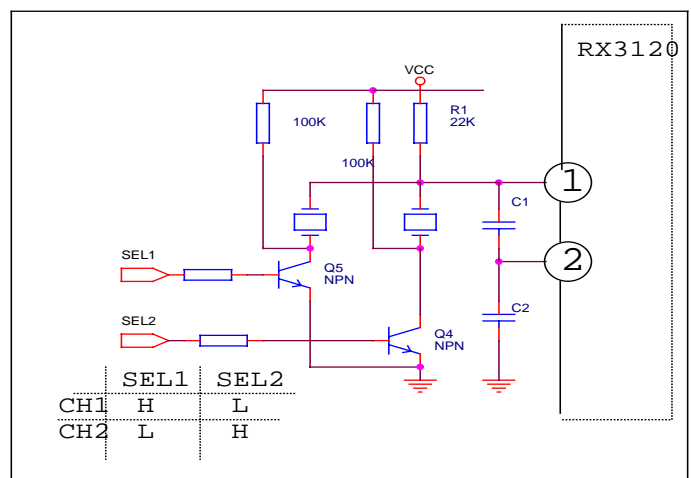 RX3120
VCC
R1
22K
100K
100K
1
C1
2
SEL1
Q5
NPN
C2
SEL2
Q4
NPN
SEL1 SEL2
CH1 H L
CH2 L H